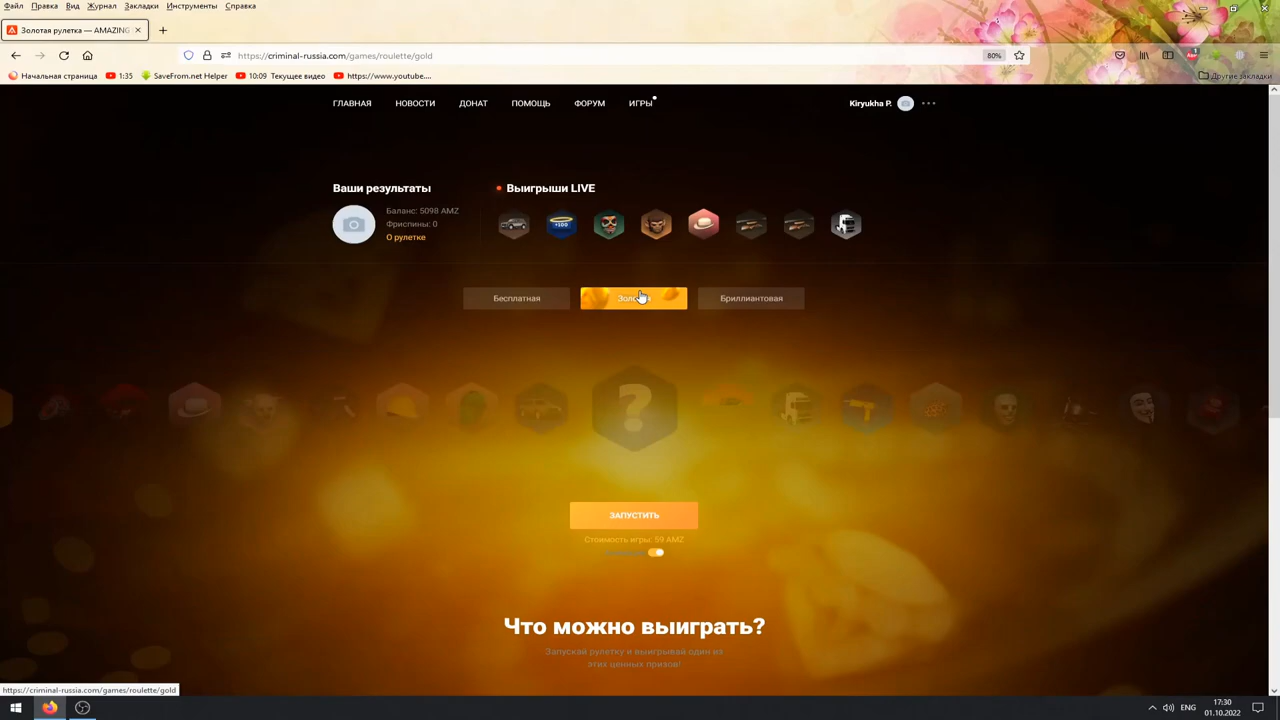 Файл Правка Вид Журнал Закладки Инструменты Справка
Золотая рулетка — AMAZING
https://criminal-russia.com/games/roulette/gold
80%
1
Начальная страница
1:35
SaveFrom.net Helper
10:09 Текущее видео
https://www.youtube....
Другие закладки
ГЛАВНАЯ НОВОСТИ ДОНАТ ПОМОЩЬ ФОРУМ ИГРЫ
Kiryukha P.
Ваши результаты
Выигрыши LIVE
Баланс: 5098 AMZ
Фриспины: 0
О рулетке
+100
Бесплатная
Бриллиантовая
?
ЗАПУСТИТЬ
Стоимость игры: 59 AMZ
Что можно выиграть?
Запускай рулетку и выигрывай один из
этих ценных призов!
https://criminal-russia.com/games/roulette/gold
ENG
17:30
01.10.2022